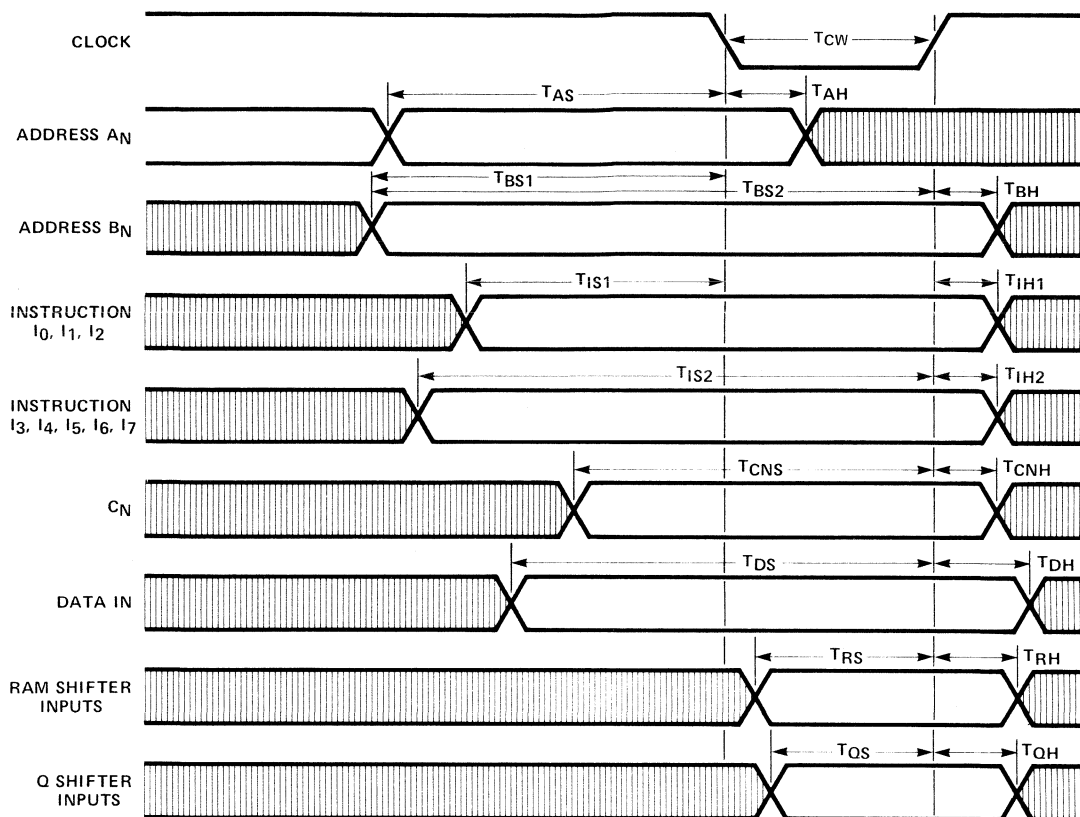 CLOCK
TCW
TAS
TAH
ADDRESS AN
TBS1
TBS2
TBH
ADDRESS BN
TIS1
TIH1
INSTRUCTION
I0, I1, I2
TIS2
TIH2
INSTRUCTION
I3, I4, I5, I6, I7
TCNS
TCNH
CN
TDS
TDH
DATA IN
TRS
TRH
RAM SHIFTER
INPUTS
TQS
TQH
Q SHIFTER
INPUTS